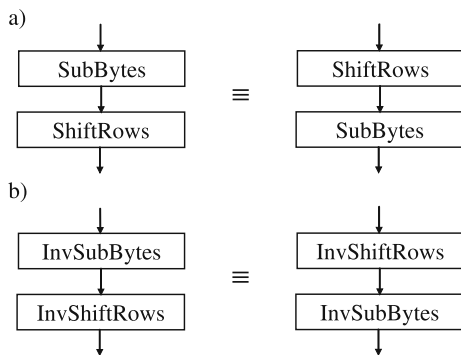 a)
SubBytes ShiftRows
≡
ShiftRows SubBytes
b)
InvSubBytes InvShiftRows
≡
InvShiftRows InvSubBytes